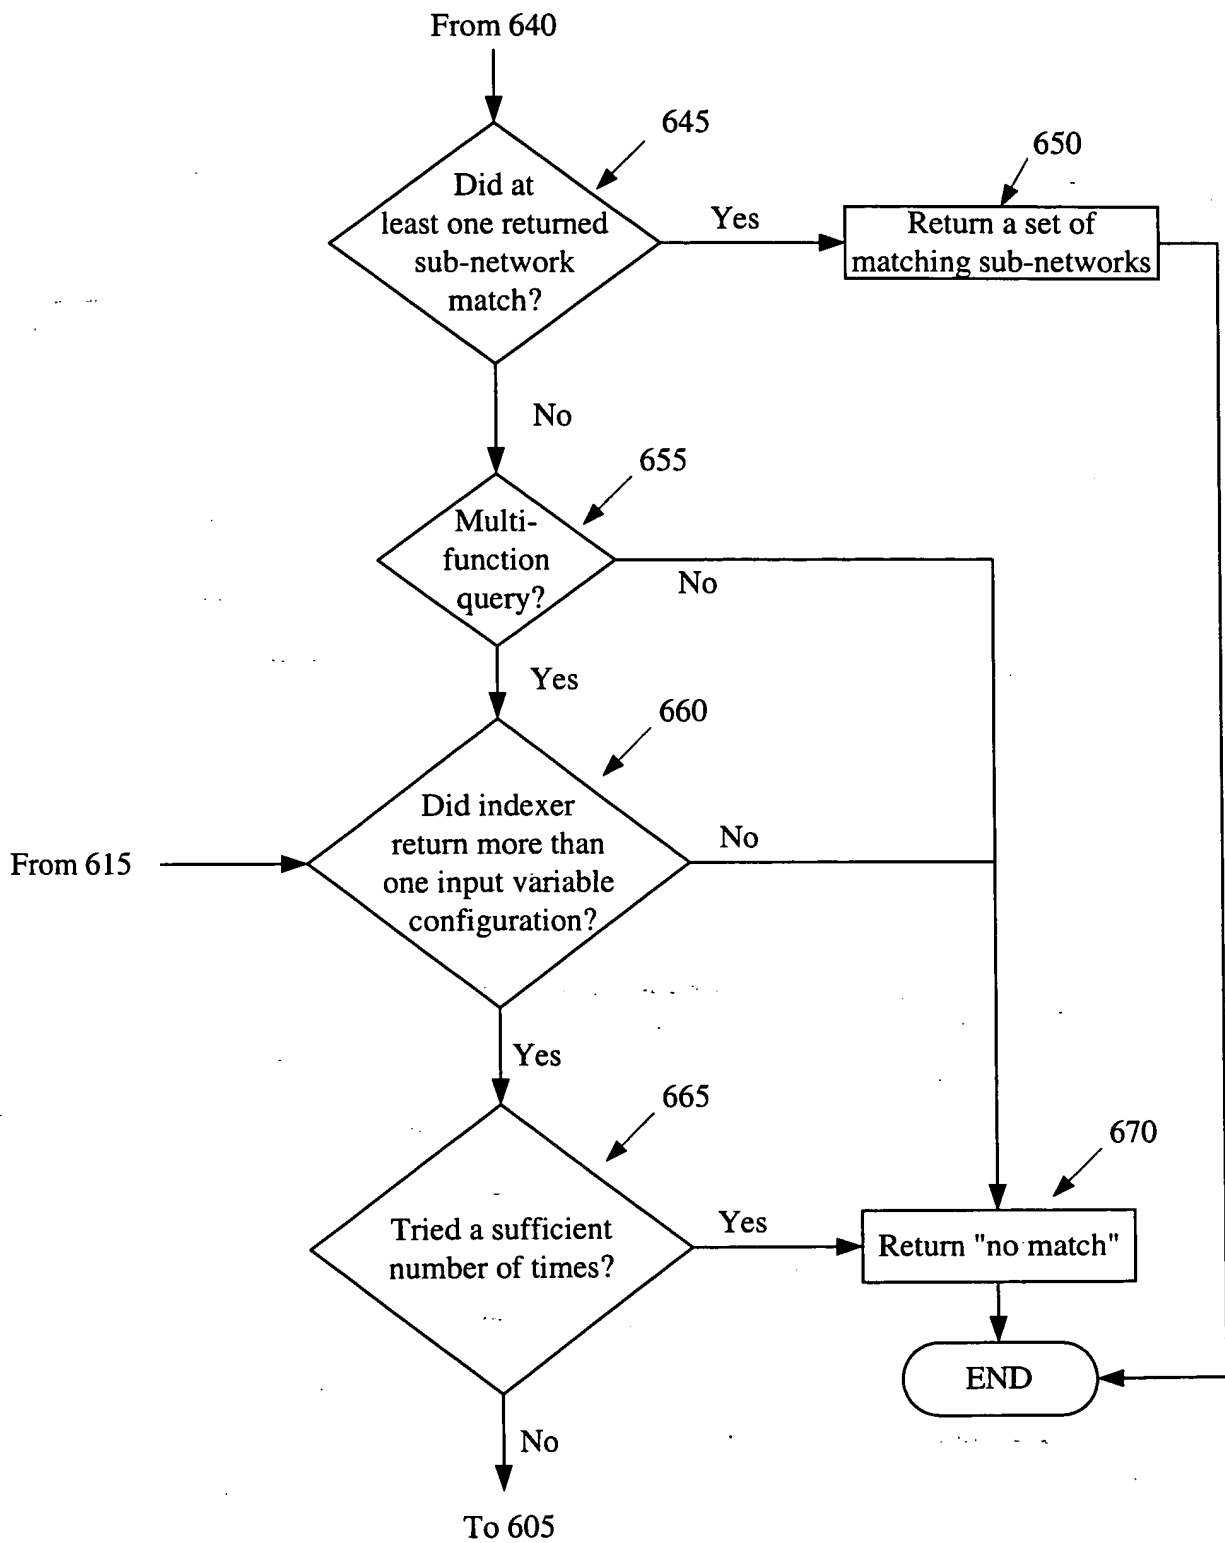 From 640
645
650
Did at
least one returned
sub-network
match?
Yes
Return a set of
matching sub-networks
No
655
Multi-
function
query?
No
Yes
660
Did indexer
return more than
one input variable
configuration?
No
From 615
Yes
665
670
Tried a sufficient
number of times?
Yes
Return "no match"
END
No
To 605